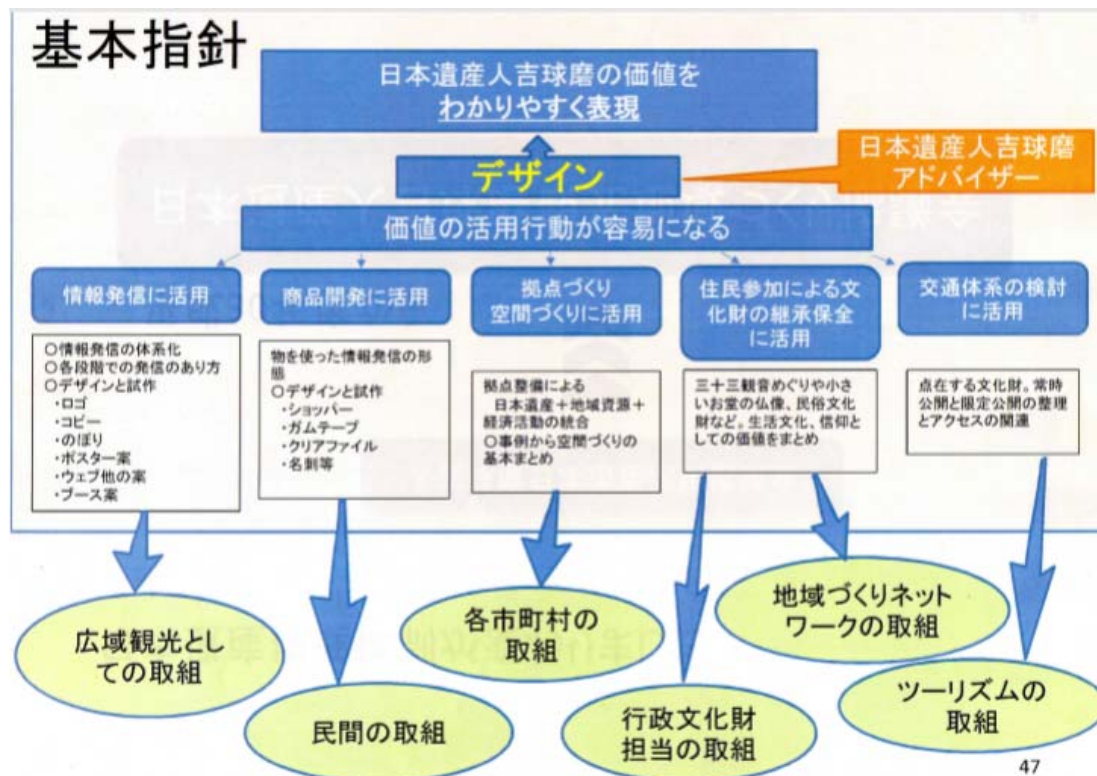 基本指針
日本遺産人吉球磨の価値を
わかりやすく表現
デザイン
日本遺産人吉球磨
アドバイザー
価値の活用行動が容易になる
情報発信に活用
○情報発信の体系化
○各段階での発信のあり方
○デザインと試作
・ロゴ
・コピー
・のぼり
・ポスター案
・ウェブ他の案
・ブース案
商品開発に活用
物を使った情報発信の形
態
○デザインと試作
・ショッパー
・ガムテープ
・クリアファイル
・名刺等
拠点づくり
空間づくりに活用
拠点整備による
日本遺産＋地域資源＋
経済活動の統合
○事例から空間づくりの
基本まとめ
住民参加による文
化財の継承保全
に活用
三十三観音めぐりや小さ
いお堂の仏像、民俗文化
財など。生活文化、信仰と
しての価値をまとめ
交通体系の検討
に活用
点在する文化財。常時
公開と限定公開の整理
とアクセスの関連
広域観光とし
ての取組
民間の取組
各市町村の
取組
行政文化財
担当の取組
地域づくりネット
ワークの取組
ツーリズムの
取組
47